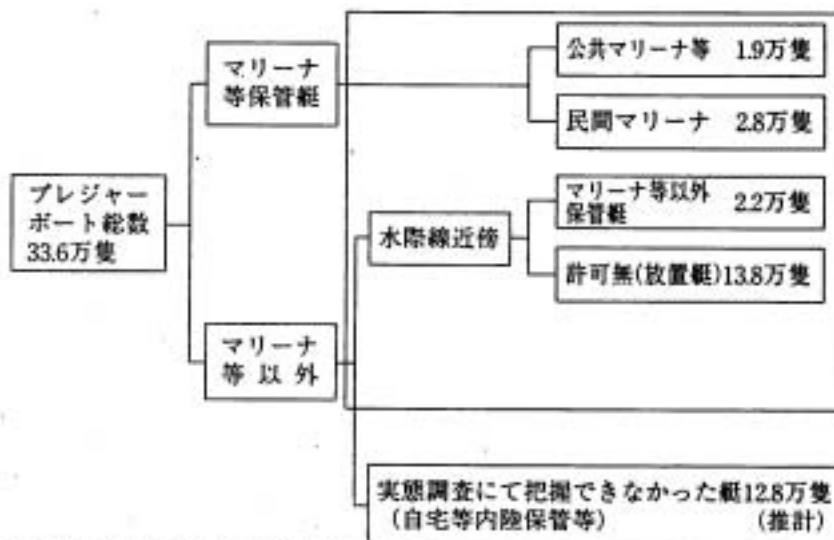 プレジャー
ボート総数
33.6万隻
マリーナ
等保管艇
公共マリーナ等 1.9万隻
民間マリーナ 2.8万隻
マリーナ
等以外
水際線近傍
マリーナ等以外
保管艇 2.2万隻
許可無(放置艇)13.8万隻
実態調査にて把握できなかった艇12.8万隻
(自宅等内陸保管等) (推計)